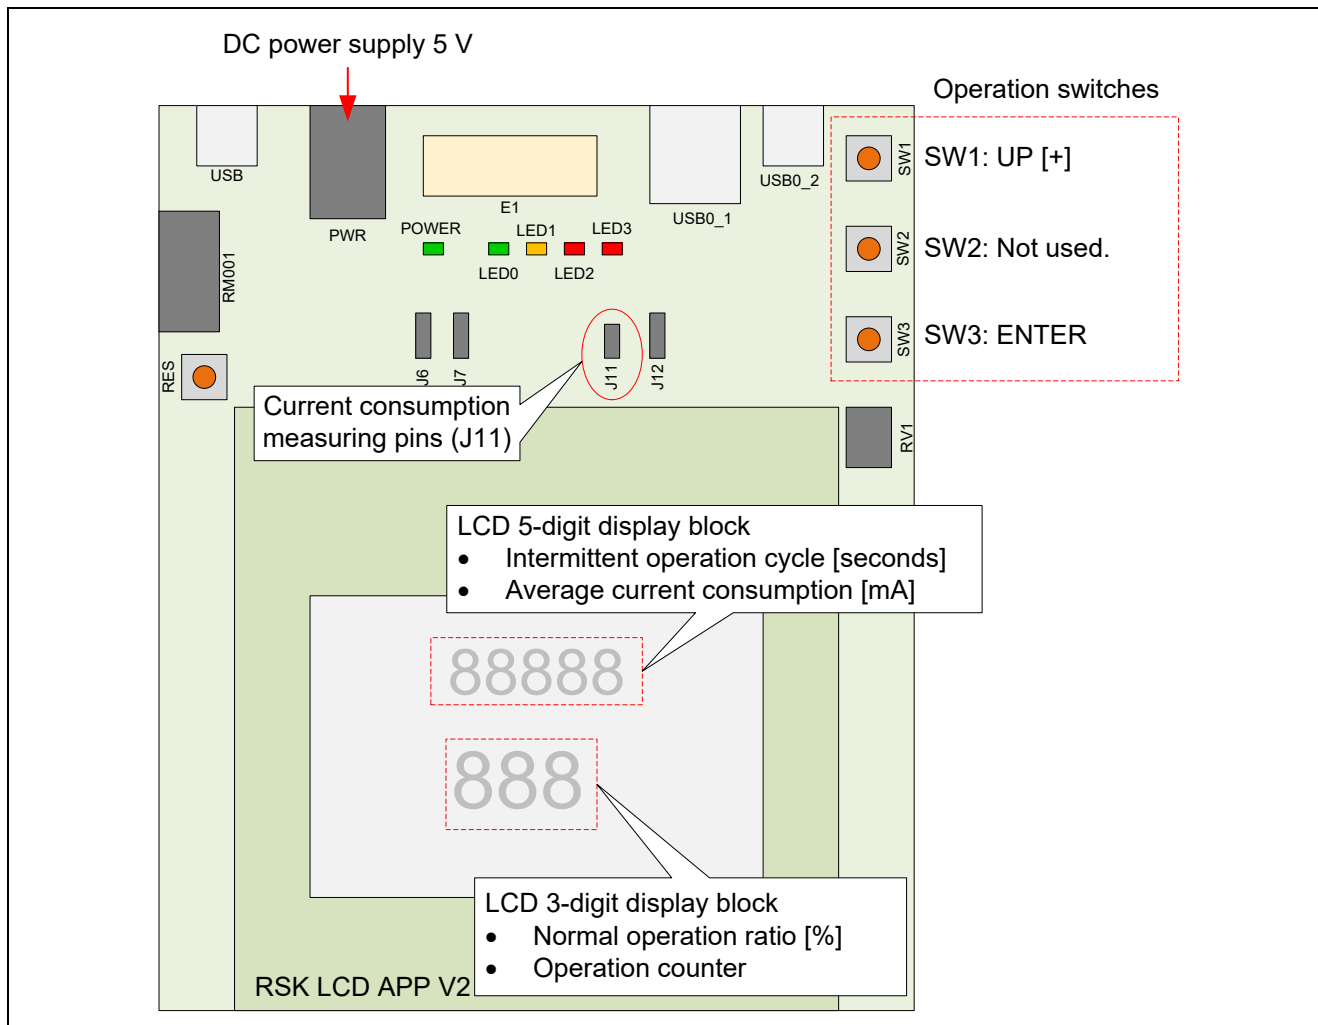 DC power supply 5 V
Operation switches
USB
PWR
E1
USB0_1
USB0_2
SW1
SW1: UP [+]
POWER
LED0
LED1
LED2
LED3
SW2
SW2: Not used.
RM001
SW3
SW3: ENTER
RES
J6
J7
J11
J12
Current consumption
measuring pins (J11)
RV1
LCD 5-digit display block
• Intermittent operation cycle [seconds]
• Average current consumption [mA]
88888
888
LCD 3-digit display block
• Normal operation ratio [%]
• Operation counter
RSK LCD APP V2